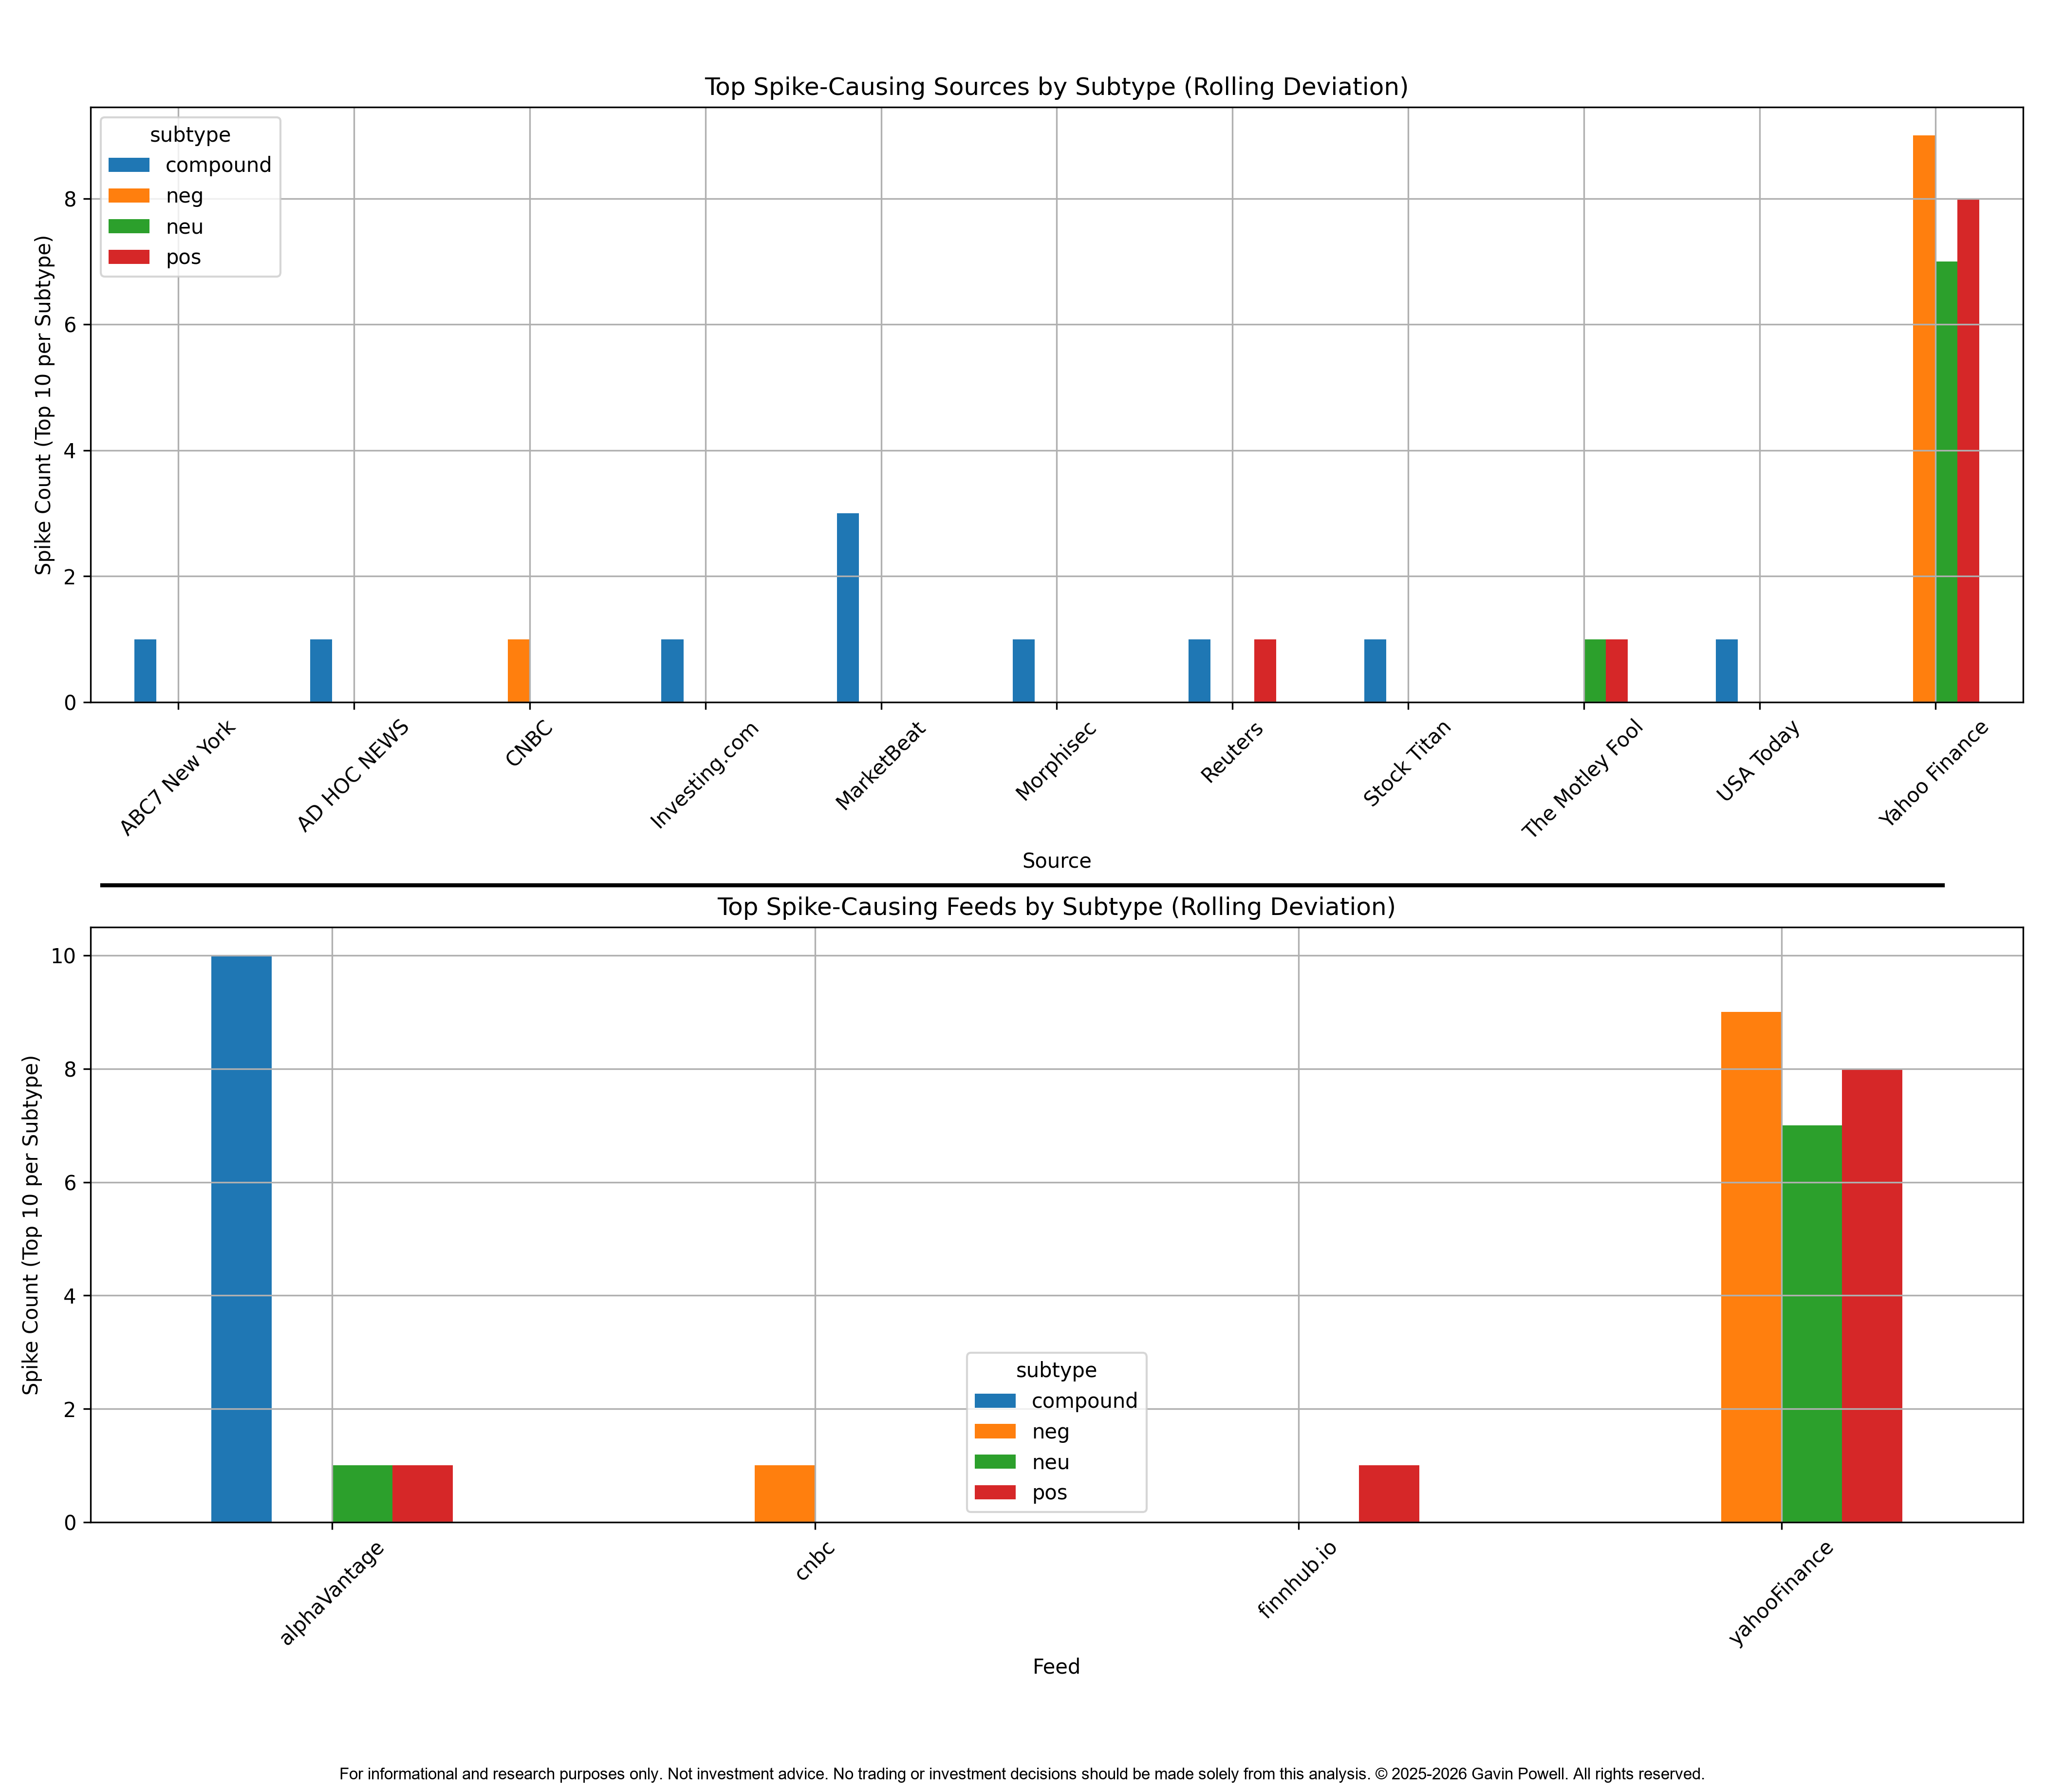 Top Spike-Causing Sources by Subtype (Rolling Deviation)
subtype
compound
neg
neu
pos
Spike Count (Top 10 per Subtype)
8
6
4
2
0
ABC7 New York
AD HOC NEWS
CNBC
Investing.com
MarketBeat
Morphisec
Reuters
Stock Titan
The Motley Fool
USA Today
Yahoo Finance
Source
Top Spike-Causing Feeds by Subtype (Rolling Deviation)
Spike Count (Top 10 per Subtype)
10
8
6
4
2
0
subtype
compound
neg
neu
pos
alphaVantage
cnbc
finnhub.io
yahooFinance
Feed
For informational and research purposes only. Not investment advice. No trading or investment decisions should be made solely from this analysis. © 2025-2026 Gavin Powell. All rights reserved.